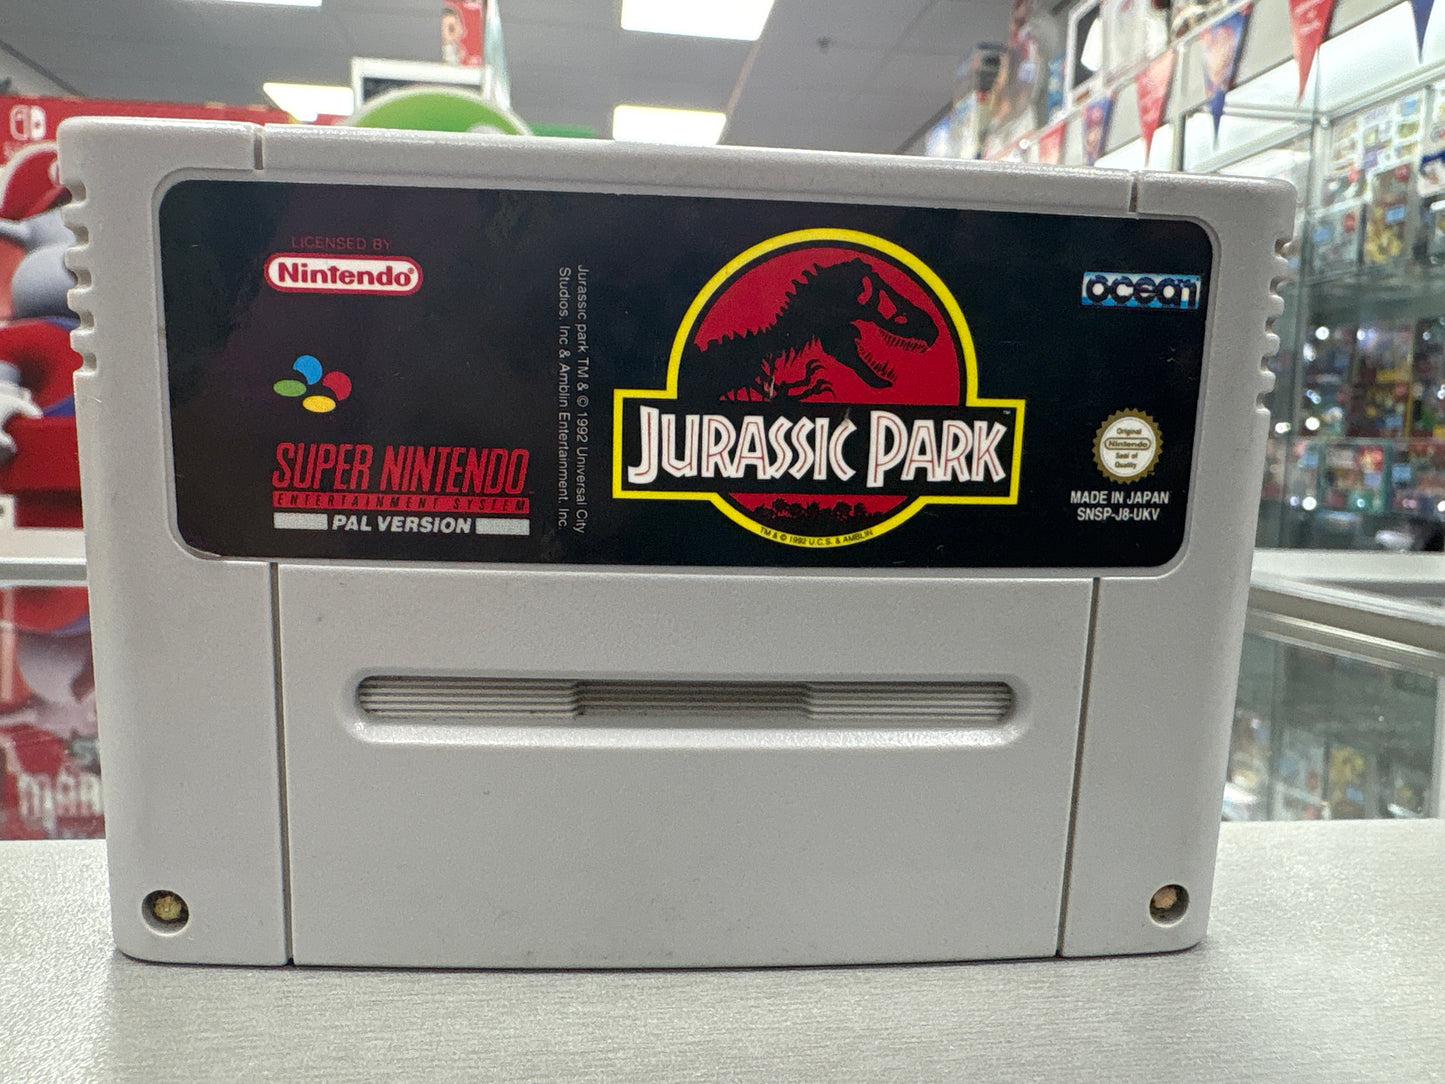 LICENSED BY
Nintendo®
SUPER NINTENDO
ENTERTAINMENT SYSTEM
PAL VERSION
Jurassic park TM & © 1992 Universal City
Studios, Inc & Amblin Entertainment, Inc.
JURASSIC PARK™
TM & © 1992 U.C.S. & AMBLIN
ocean
Original
Nintendo
Seal of
Quality
MADE IN JAPAN
SNSP-J8-UKV